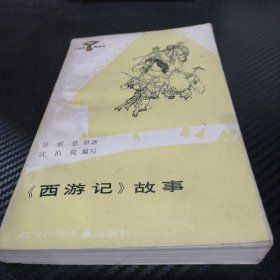 吴承恩 原著
沈伯俊 编写
《西游记》故事
四川少年儿童出版社